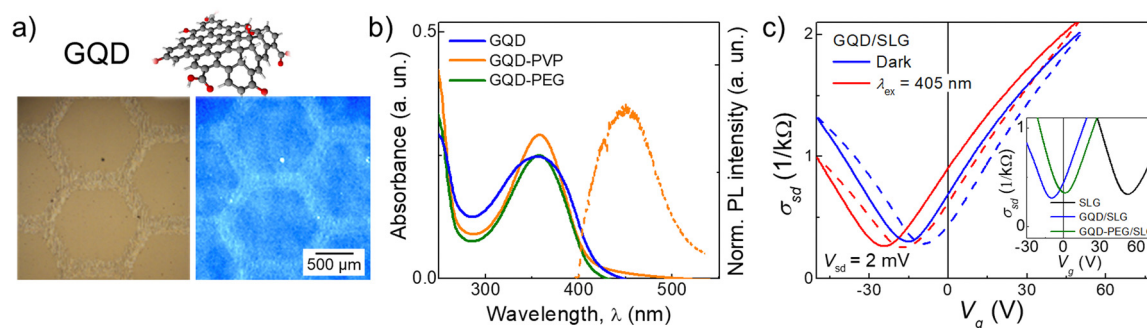 a)
GQD
500 µm
b)
0.5
0.0
Absorbance (a. un.)
GQD
GQD-PVP
GQD-PEG
Norm. PL intensity (a. un.)
300
400
500
Wavelength, λ (nm)
c)
GQD/SLG
Dark
λex = 405 nm
2
1
0
σsd (1/kΩ)
Vsd = 2 mV
-30
0
30
60
Vg (V)
1
0
σsd (1/kΩ)
SLG
GQD/SLG
GQD-PEG/SLG
-30
0
30
60
Vg (V)